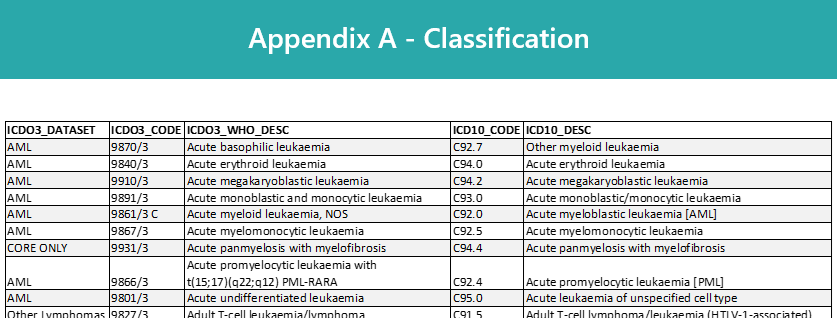 Appendix A - Classification
ICDO3_DATASET ICDO3_CODE ICDO3_WHO_DESC ICD10_CODE ICD10_DESC
AML 9870/3 Acute basophilic leukaemia C92.7 Other myeloid leukaemia
AML 9840/3 Acute erythroid leukaemia C94.0 Acute erythroid leukaemia
AML 9910/3 Acute megakaryoblastic leukaemia C94.2 Acute megakaryoblastic leukaemia
AML 9891/3 Acute monoblastic and monocytic leukaemia C93.0 Acute monoblastic/monocytic leukaemia
AML 9861/3 C Acute myeloid leukaemia, NOS C92.0 Acute myeloblastic leukaemia [AML]
AML 9867/3 Acute myelomonocytic leukaemia C92.5 Acute myelomonocytic leukaemia
CORE ONLY 9931/3 Acute panmyelosis with myelofibrosis C94.4 Acute panmyelosis with myelofibrosis
Acute promyelocytic leukaemia with
AML 9866/3 t(15;17)(q22;q12) PML-RARA C92.4 Acute promyelocytic leukaemia [PML]
AML 9801/3 Acute undifferentiated leukaemia C95.0 Acute leukaemia of unspecified cell type
Other Lymphomas 9827/3 Adult T-cell leukaemia/lymphoma C91.5 Adult T-cell lymphoma/leukaemia (HTLV-1-associated)